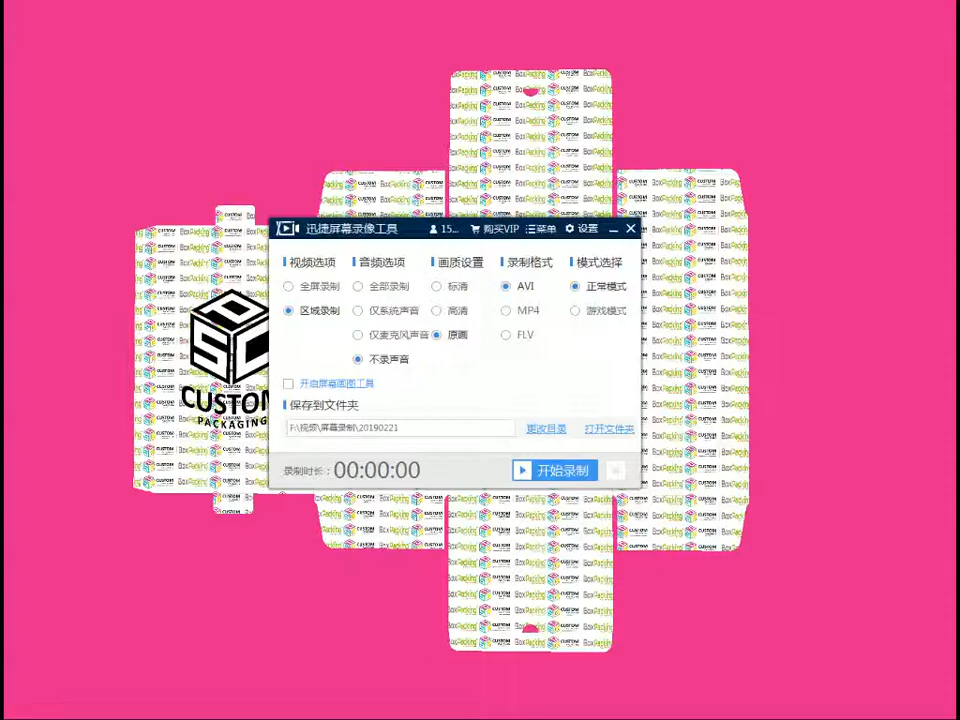 迅捷屏幕录像工具 15... 购买VIP 菜单 设置
视频选项 音频选项 画质设置 录制格式 模式选择
全屏录制 全部录制 标清 AVI 正常模式
区域录制 仅系统声音 高清 MP4 游戏模式
仅麦克风声音 原画 FLV
不录声音
开启屏幕画图工具
保存到文件夹
F:\视频\屏幕录制\20190221 更改目录 打开文件夹
录制时长: 00:00:00 开始录制
CUSTOM
PACKAGING
BoxPacking